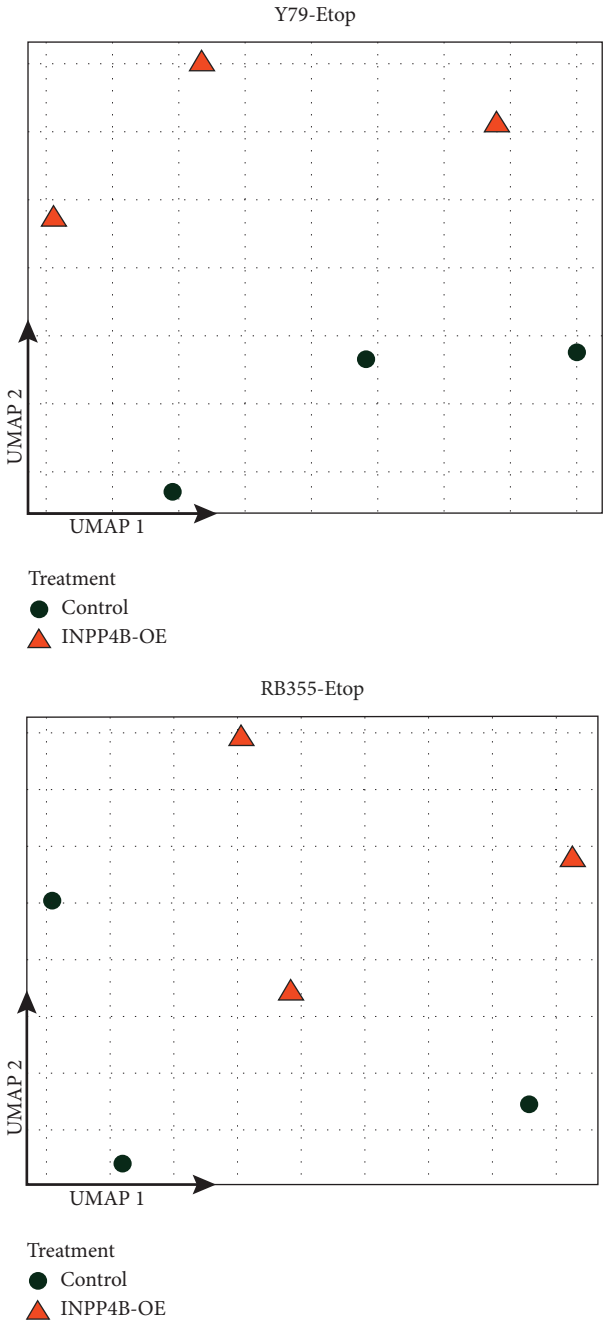 Y79-Etop
UMAP 2
UMAP 1
Treatment
Control
INPP4B-OE
RB355-Etop
UMAP 2
UMAP 1
Treatment
Control
INPP4B-OE